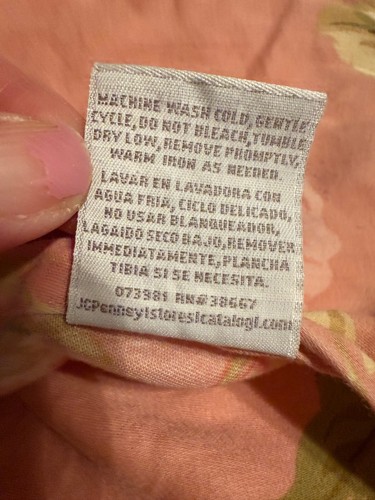 MACHINE WASH COLD, GENTLE
CYCLE, DO NOT BLEACH, TUMBLE
DRY LOW, REMOVE PROMPTLY,
WARM IRON AS NEEDED.
LAVAR EN LAVADORA CON
AGUA FRIA, CICLO DELICADO,
NO USAR BLANQUEADOR,
LAGAIDO SECO BAJO, REMOVER
IMMEDIATAMENTE, PLANCHA
TIBIA SI SE NECESITA.
073981 RN#38667
JCPenney|stores|catalog|.com